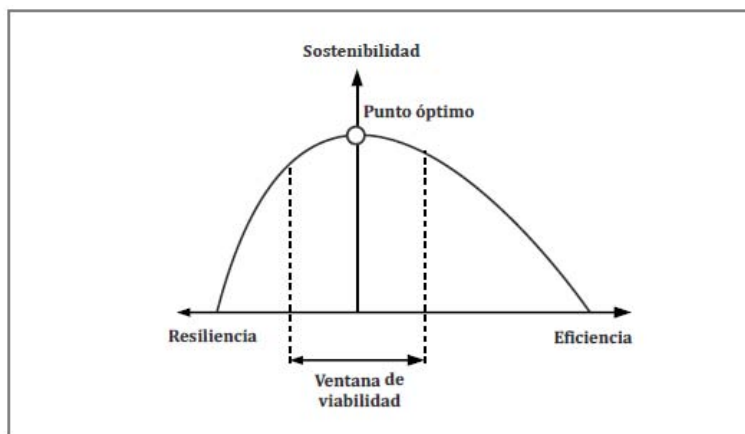 Sostenibilidad
Punto óptimo
Resiliencia
Eficiencia
Ventana de
viabilidad